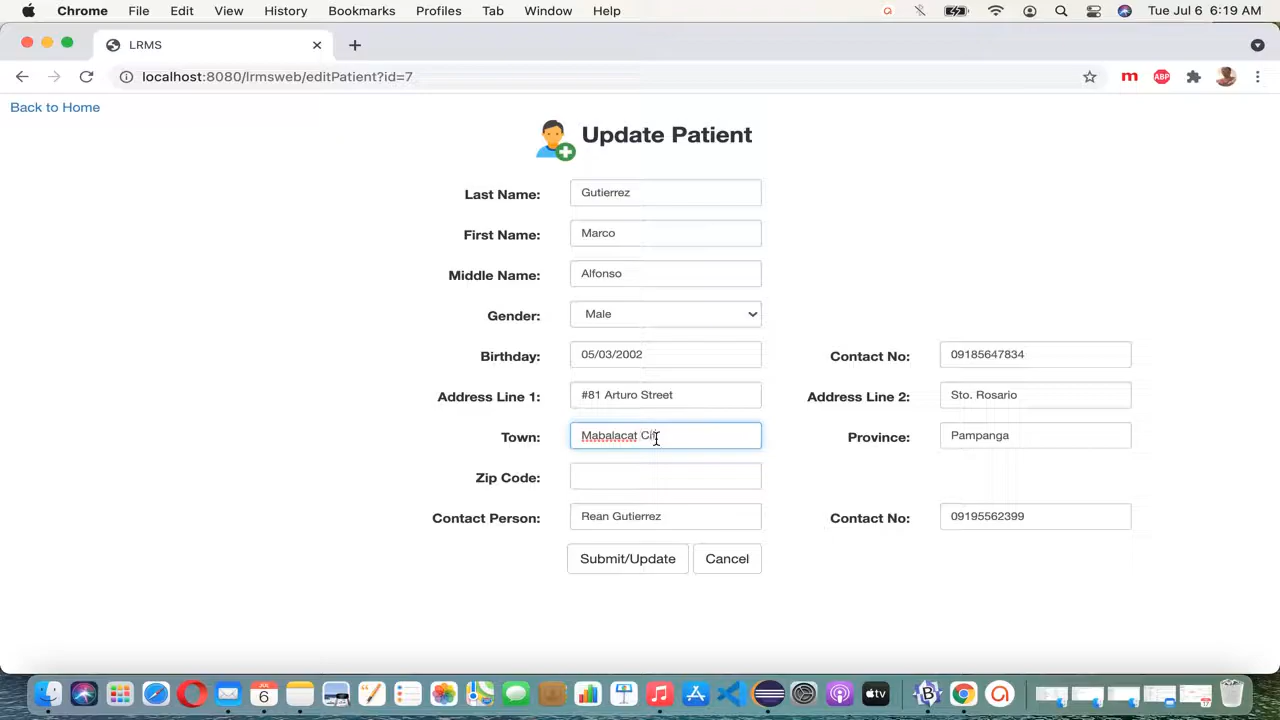 Chrome File Edit View History Bookmarks Profiles Tab Window Help Tue Jul 6 6:19 AM
LRMS
localhost:8080/lrmsweb/editPatient?id=7
Back to Home
Update Patient
Last Name: Gutierrez
First Name: Marco
Middle Name: Alfonso
Gender: Male
Birthday: 05/03/2002 Contact No: 09185647834
Address Line 1: #81 Arturo Street Address Line 2: Sto. Rosario
Town: Mabalacat Province: Pampanga
Zip Code:
Contact Person: Rean Gutierrez Contact No: 09195562399
Submit/Update Cancel